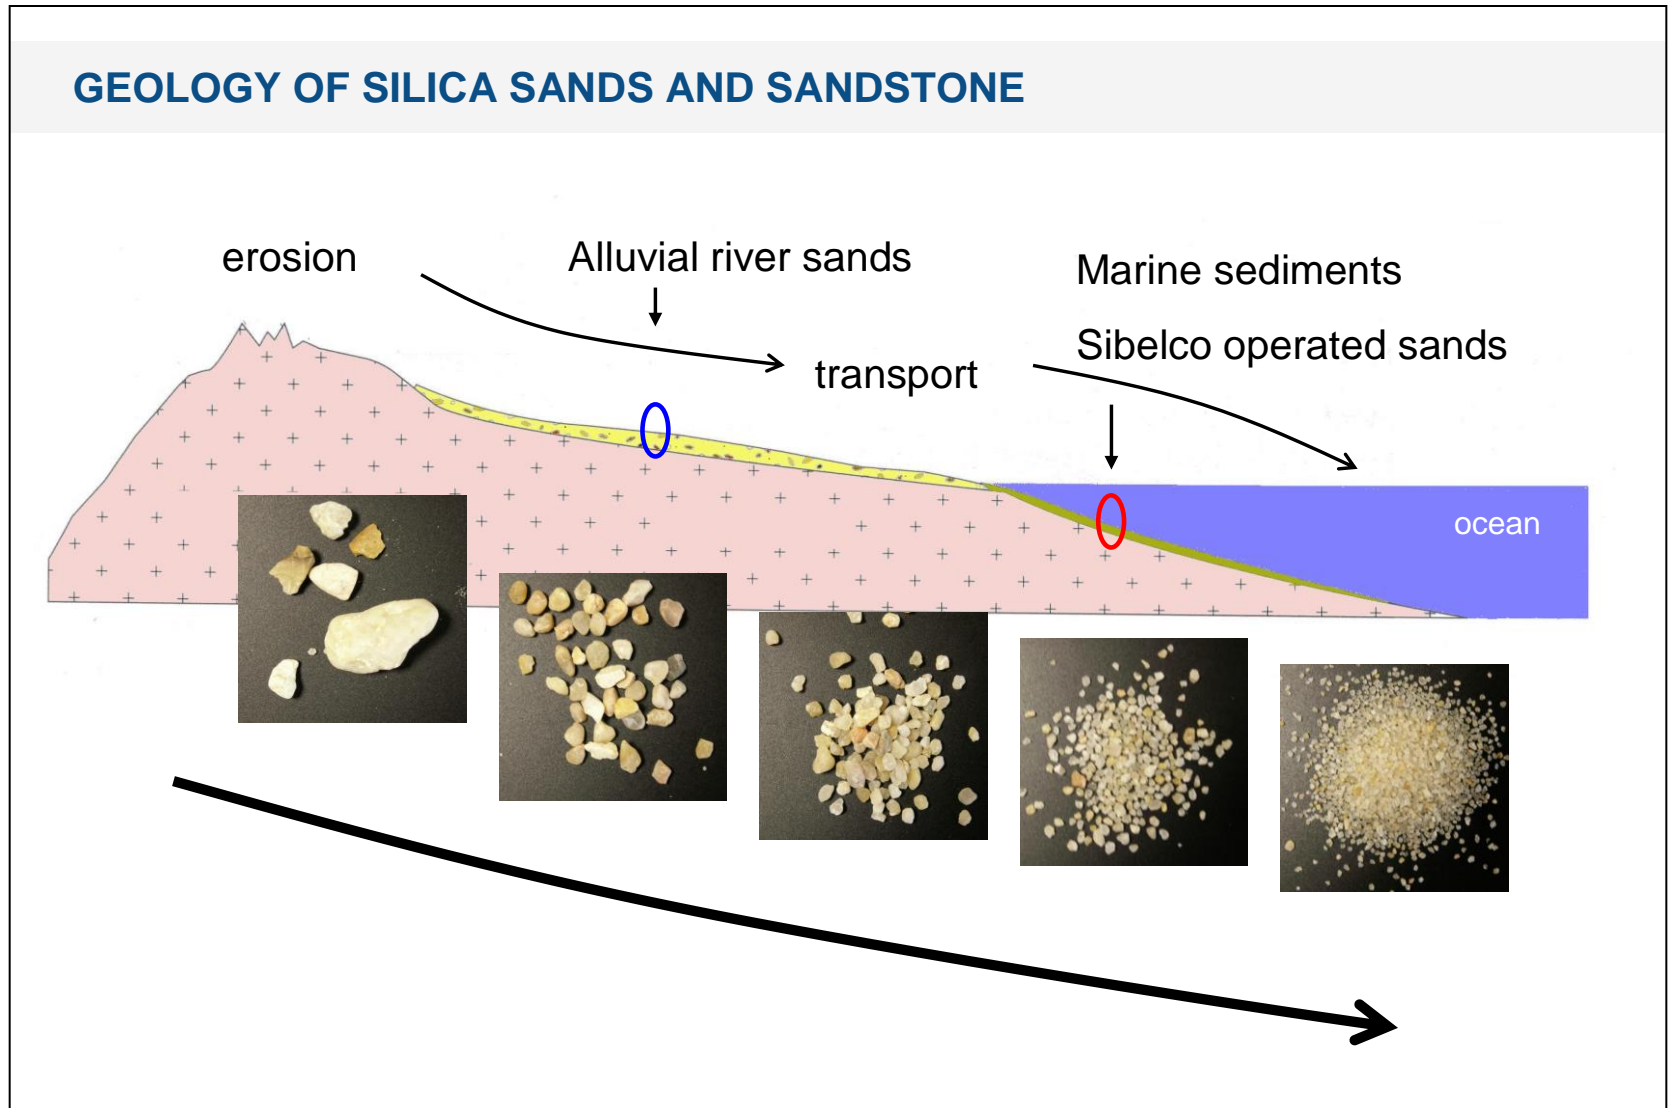 GEOLOGY OF SILICA SANDS AND SANDSTONE
erosion
Alluvial river sands
Marine sediments
Sibelco operated sands
transport
ocean